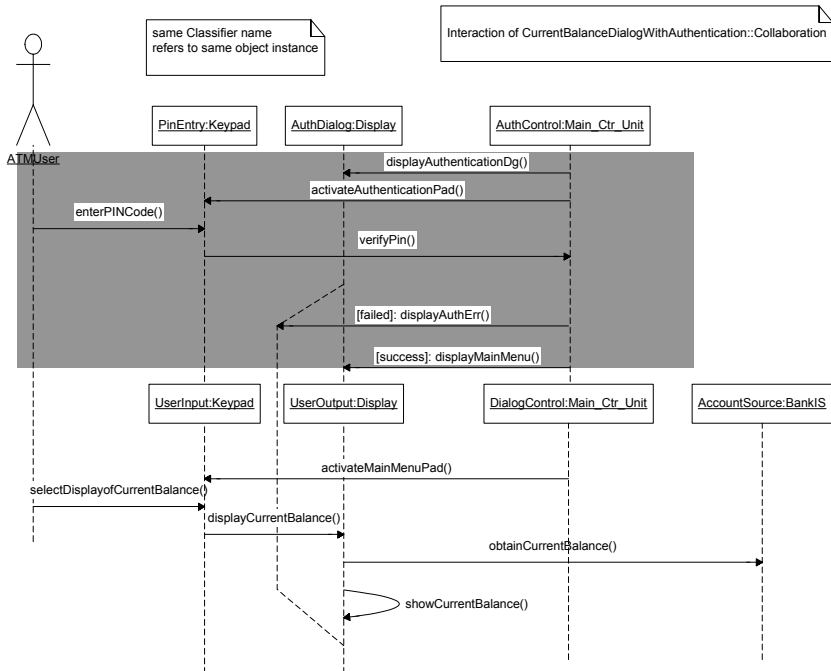 same Classifier name
refers to same object instance
Interaction of CurrentBalanceDialogWithAuthentication::Collaboration
PinEntry:Keypad
AuthDialog:Display
AuthControl:Main_Ctr_Unit
ATMUser
displayAuthenticationDg()
activateAuthenticationPad()
enterPINCode()
verifyPin()
[failed]: displayAuthErr()
[success]: displayMainMenu()
UserInput:Keypad
UserOutput:Display
DialogControl:Main_Ctr_Unit
AccountSource:BankIS
activateMainMenuPad()
selectDisplayofCurrentBalance()
displayCurrentBalance()
obtainCurrentBalance()
showCurrentBalance()